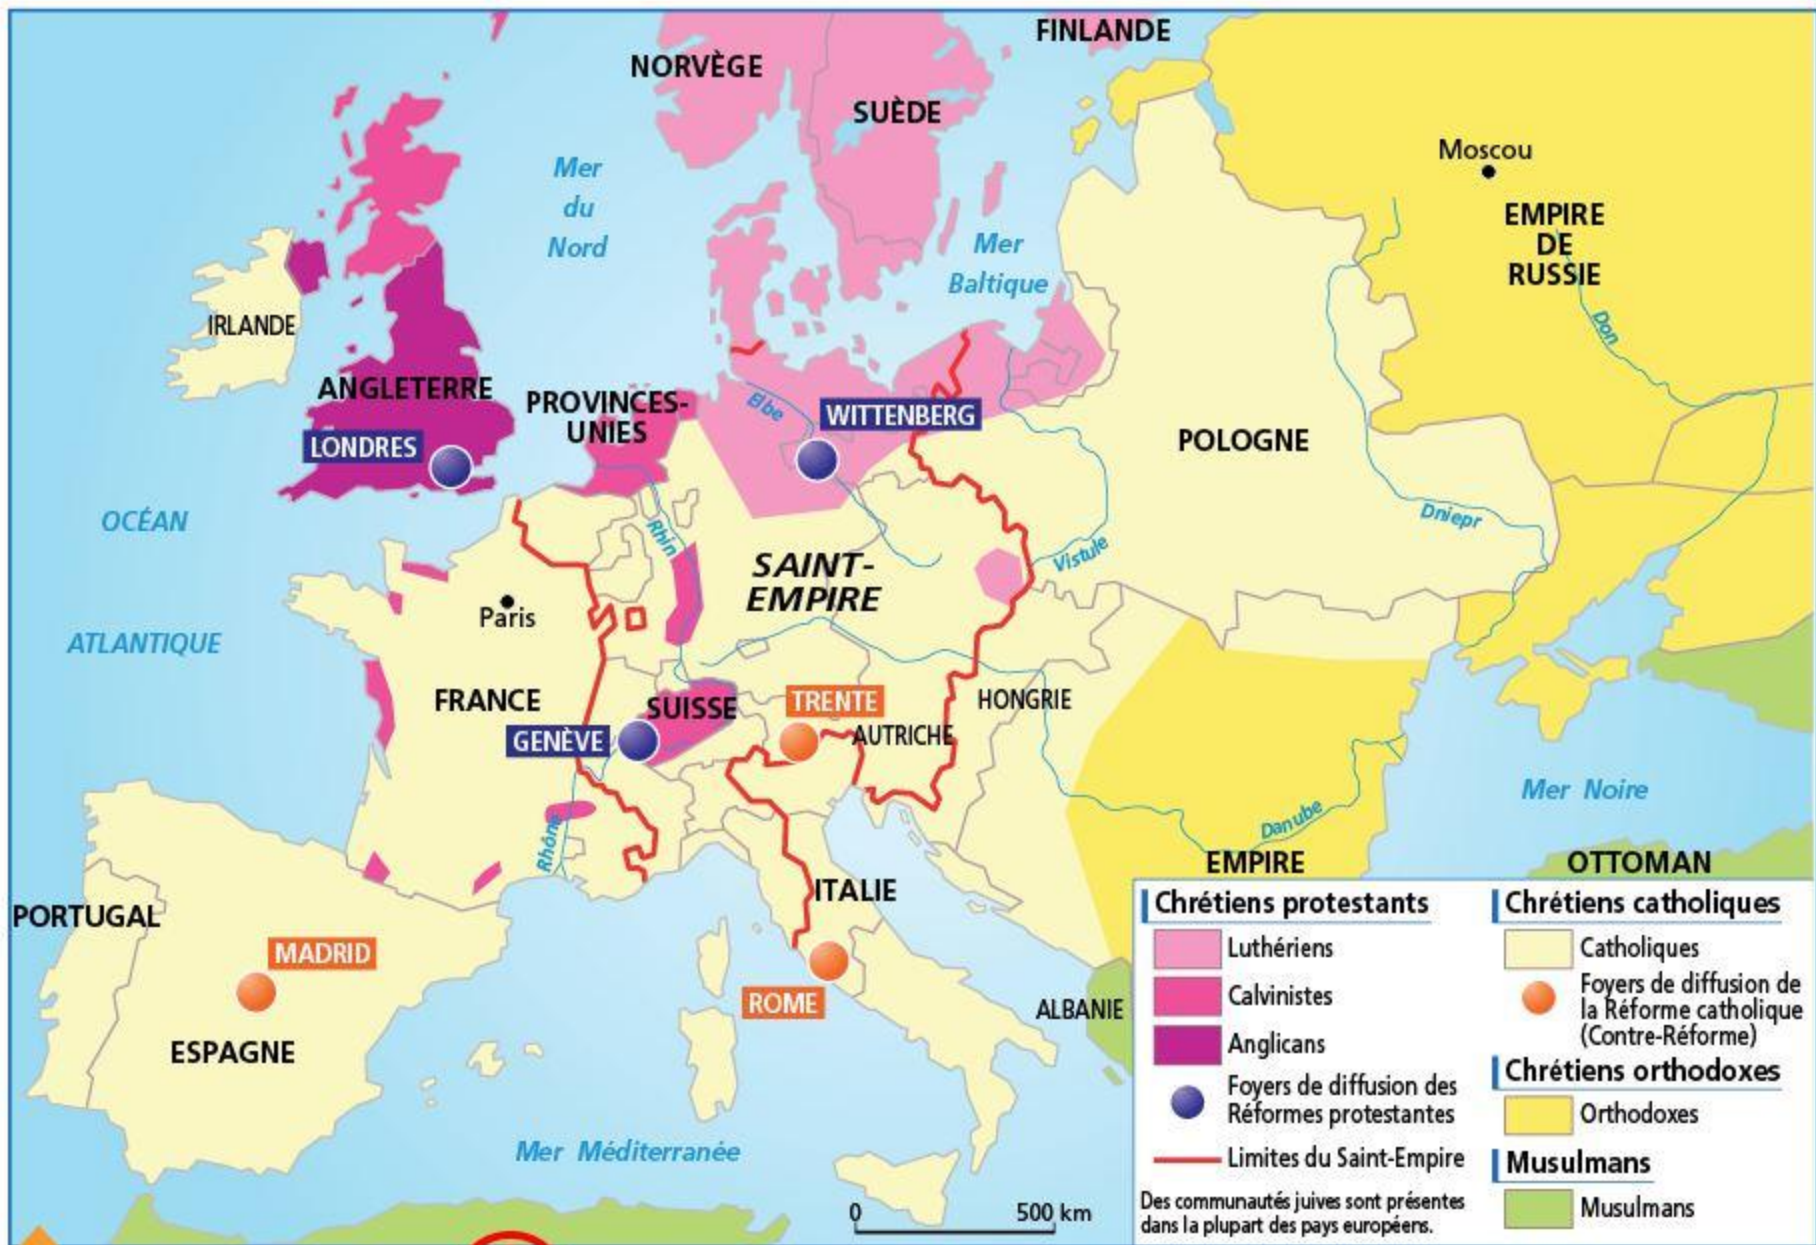 FINLANDE
NORVÈGE
SUÈDE
Moscou
EMPIRE
DE
RUSSIE
Mer
du
Nord
Mer
Baltique
IRLANDE
Don
ANGLETERRE
PROVINCES-
UNIES
Elbe
WITTENBERG
LONDRES
POLOGNE
OCÉAN
ATLANTIQUE
Rhin
Dniepr
Vistule
SAINT-
EMPIRE
Paris
FRANCE
SUISSE
TRENTE
HONGRIE
GENÈVE
AUTRICHE
Mer Noire
Danube
Rhône
EMPIRE
OTTOMAN
ITALIE
PORTUGAL
MADRID
ROME
ALBANIE
ESPAGNE
Mer Méditerranée
0 500 km
Chrétiens protestants
Luthériens
Calvinistes
Anglicans
Foyers de diffusion des
Réformes protestantes
Limites du Saint-Empire
Des communautés juives sont présentes
dans la plupart des pays européens.
Chrétiens catholiques
Catholiques
Foyers de diffusion de
la Réforme catholique
(Contre-Réforme)
Chrétiens orthodoxes
Orthodoxes
Musulmans
Musulmans